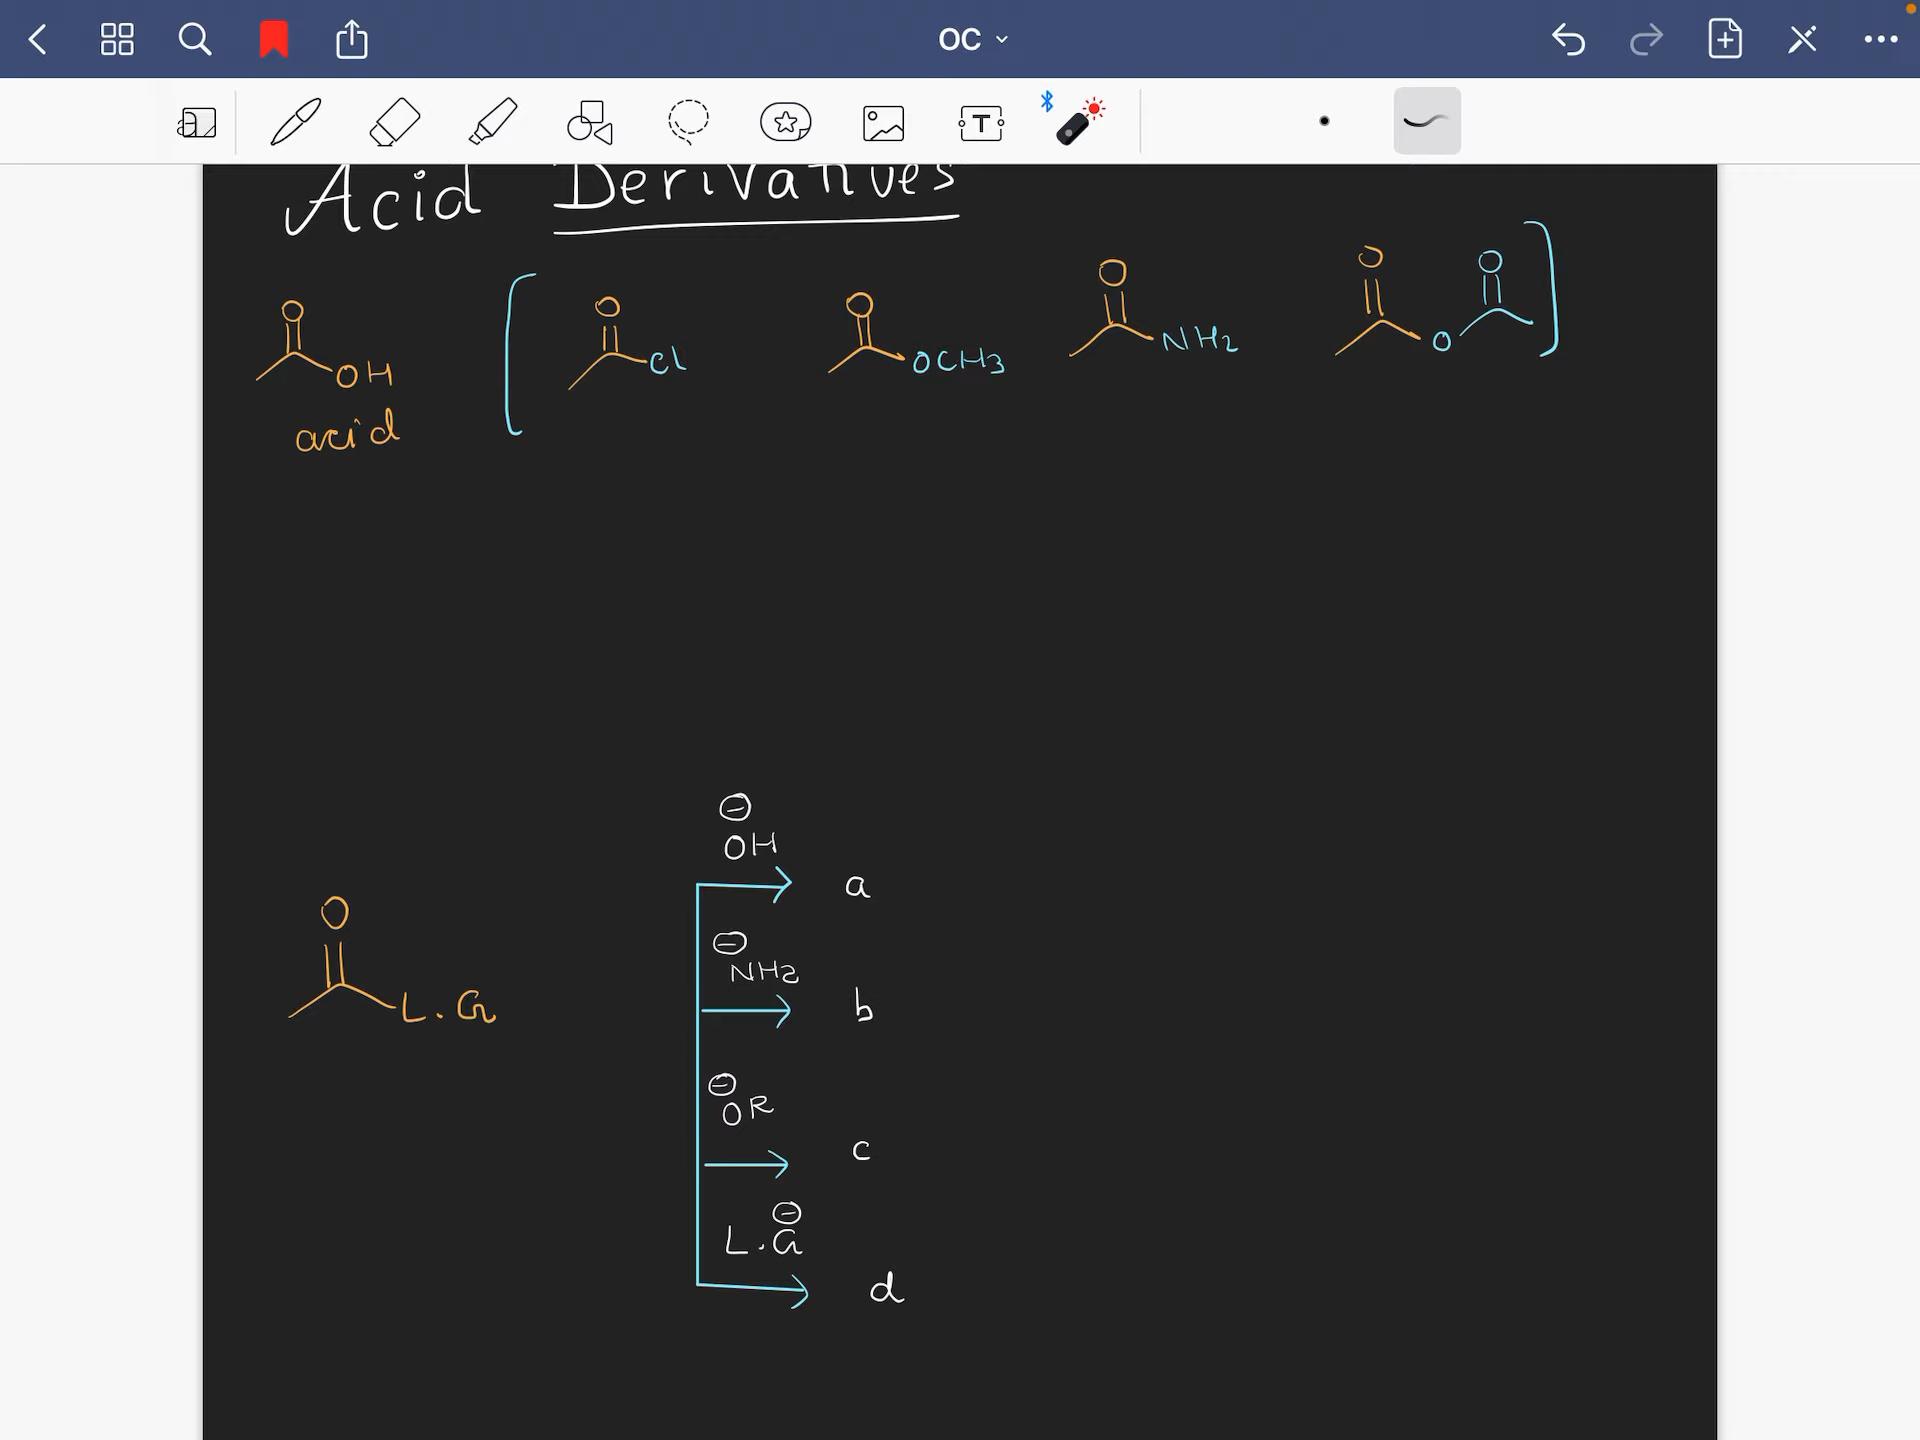 OC
T
Acid Derivatives
O O O O O O
OH Cl OCH3 NH2 O
acid
⊖
OH
a
O
⊖
NH2
L.G
b
⊖
OR
c
⊖
L.G
d